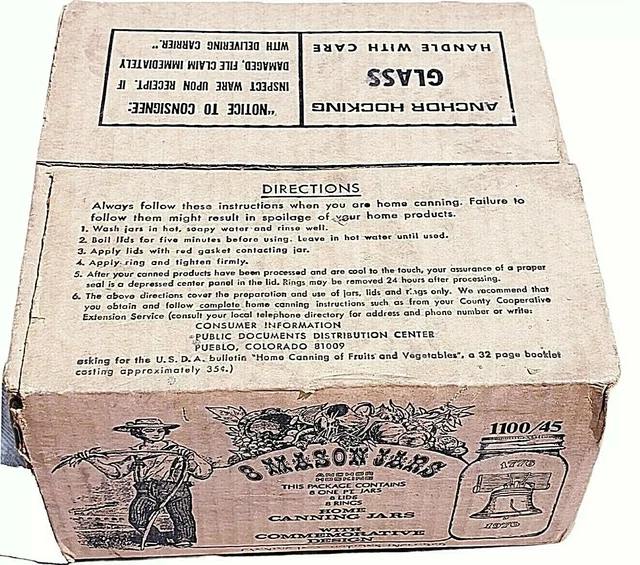 "NOTICE TO CONSIGNEE:
INSPECT WARE UPON RECEIPT. IF
DAMAGED, FILE CLAIM IMMEDIATELY
WITH DELIVERING CARRIER."
ANCHOR HOCKING
GLASS
HANDLE WITH CARE
DIRECTIONS
Always follow these instructions when you are home canning. Failure to
follow them might result in spoilage of your home products.
1. Wash jars in hot, soapy water and rinse well.
2. Boil lids for five minutes before using. Leave in hot water until used.
3. Apply lids with red gasket contacting jar.
4. Apply ring and tighten firmly.
5. After your canned products have been processed and are cool to the touch, your assurance of a proper
seal is a depressed center panel in the lid. Rings may be removed 24 hours after processing.
6. The above directions cover the preparation and use of jars, lids and rings only. We recommend that
you obtain and follow complete home canning instructions such as from your County Cooperative
Extension Service (consult your local telephone directory for address and phone number or write:
CONSUMER INFORMATION
PUBLIC DOCUMENTS DISTRIBUTION CENTER
PUEBLO, COLORADO 81009
asking for the U.S.D.A. bulletin "Home Canning of Fruits and Vegetables", a 32 page booklet
costing approximately 35¢.)
1100/45
8 MASON JARS
ANCHOR
HOCKING
THIS PACKAGE CONTAINS
8 ONE PT. JARS
8 LIDS
8 RINGS
HOME
CANNING JARS
WITH
COMMEMORATIVE
DESIGN
1776
1976